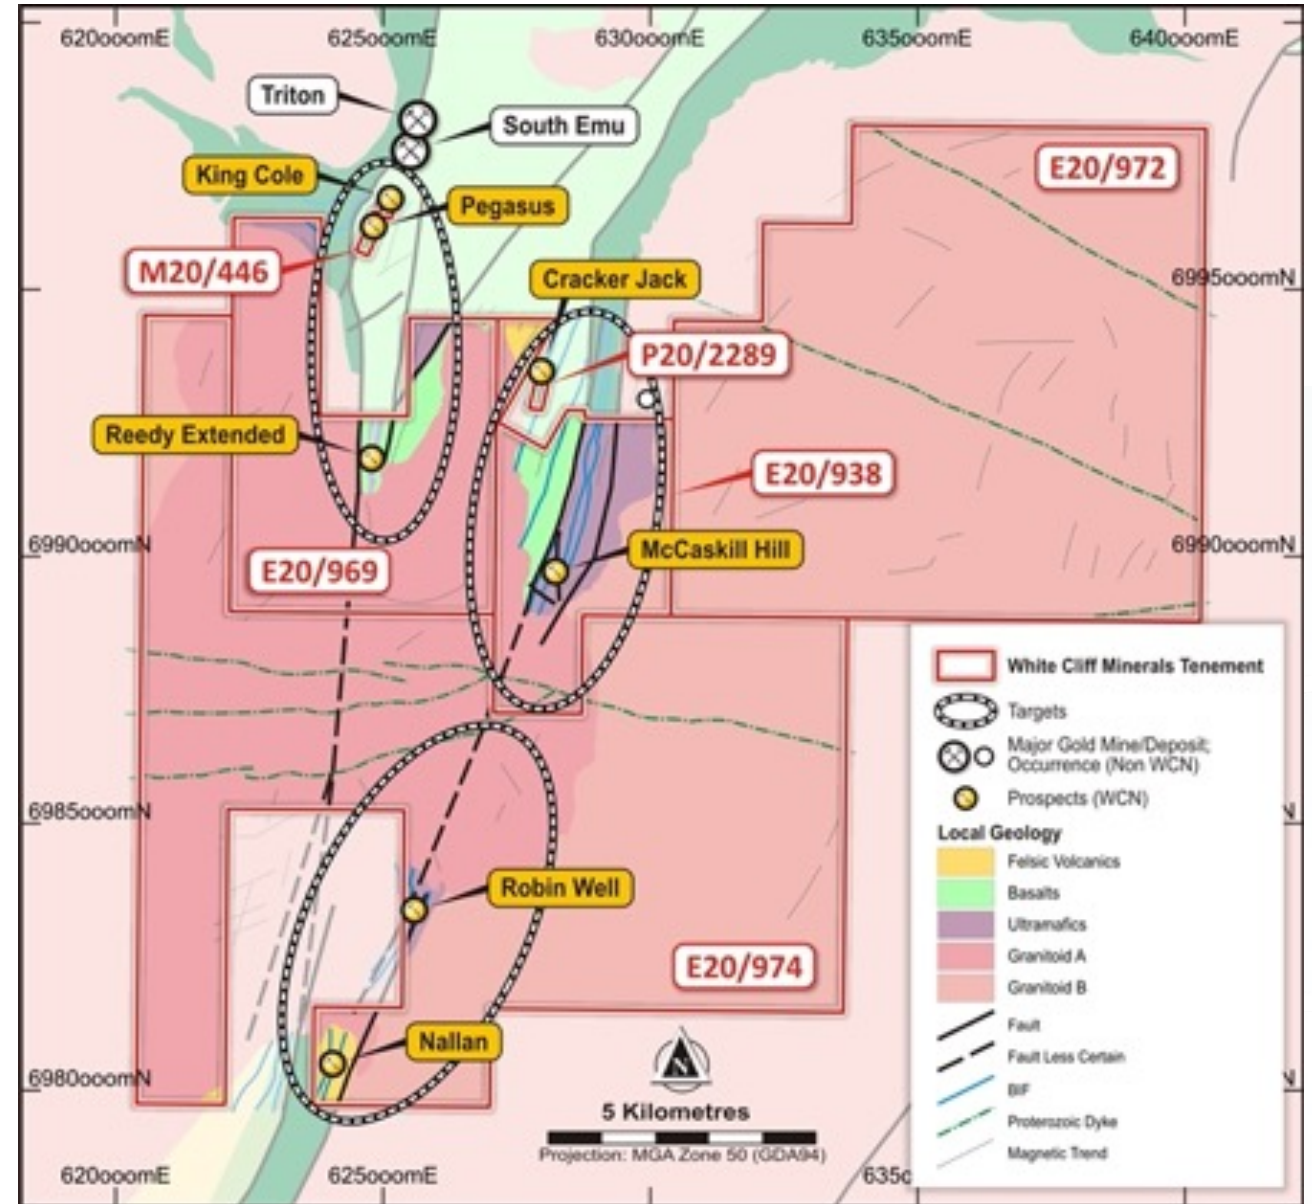 620000mE
625000mE
630000mE
635000mE
640000mE
Triton
South Emu
King Cole
E20/972
Pegasus
M20/446
Cracker Jack
6995000mN
P20/2289
Reedy Extended
E20/938
6990000mN
6990000mN
McCaskill Hill
E20/969
White Cliff Minerals Tenement
Targets
Major Gold Mine/Deposit;
Occurrence (Non WCN)
Prospects (WCN)
Local Geology
Felsic Volcanics
Basalts
Ultramafics
Granitoid A
Granitoid B
Fault
Fault Less Certain
BIF
Proterozoic Dyke
Magnetic Trend
6985000mN
Robin Well
E20/974
Nallan
6980000mN
N
5 Kilometres
Projection: MGA Zone 50 (GDA94)
620000mE
625000mE